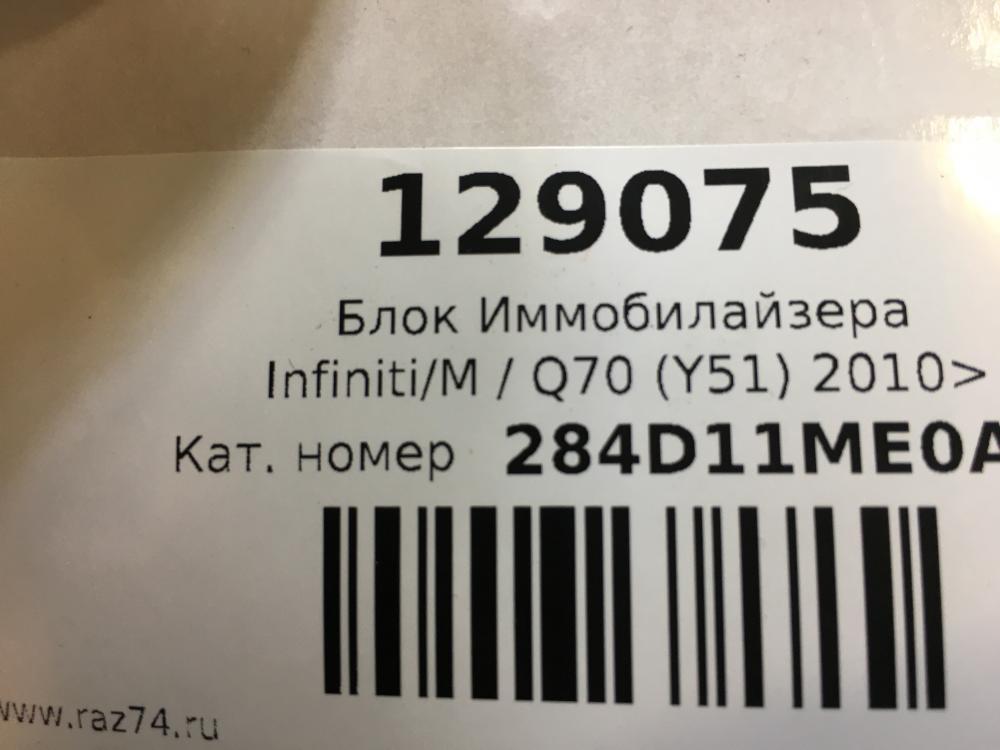 129075
Блок Иммобилайзера
Infiniti/M / Q70 (Y51) 2010>
Кат. номер 284D11ME0A
www.raz74.ru